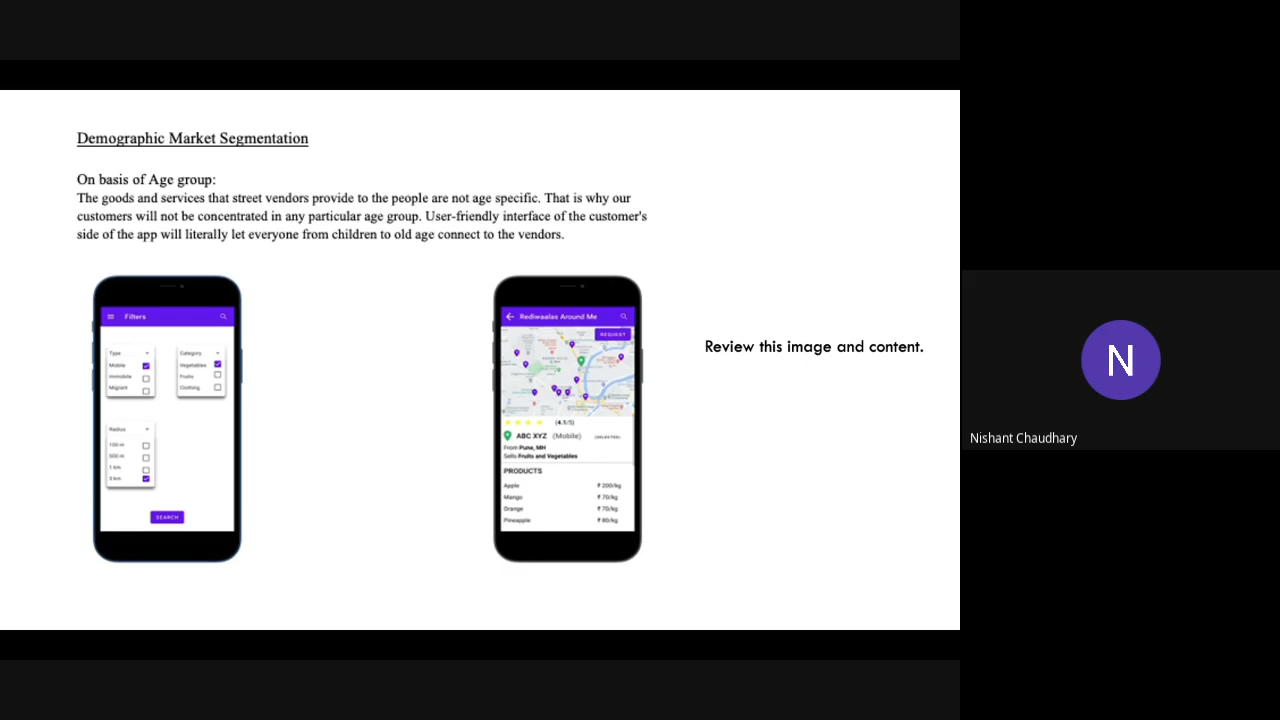 Demographic Market Segmentation
On basis of Age group:
The goods and services that street vendors provide to the people are not age specific. That is why our
customers will not be concentrated in any particular age group. User-friendly interface of the customer's
side of the app will literally let everyone from children to old age connect to the vendors.
Filters
Type
Mobile
Immobile
Migrant
Category
Vegetables
Fruits
Clothing
Radius
100 m
500 m
1 km
SEARCH
Rediwaalas Around Me
REQUEST
(4.1/5)
ABC XYZ (Mobile)
From Pune, MH
Sells Fruits and Vegetables
PRODUCTS
Apple ₹ 200/kg
Mango ₹ 70/kg
Orange ₹ 70/kg
Pineapple ₹ 80/kg
Review this image and content.
N
Nishant Chaudhary